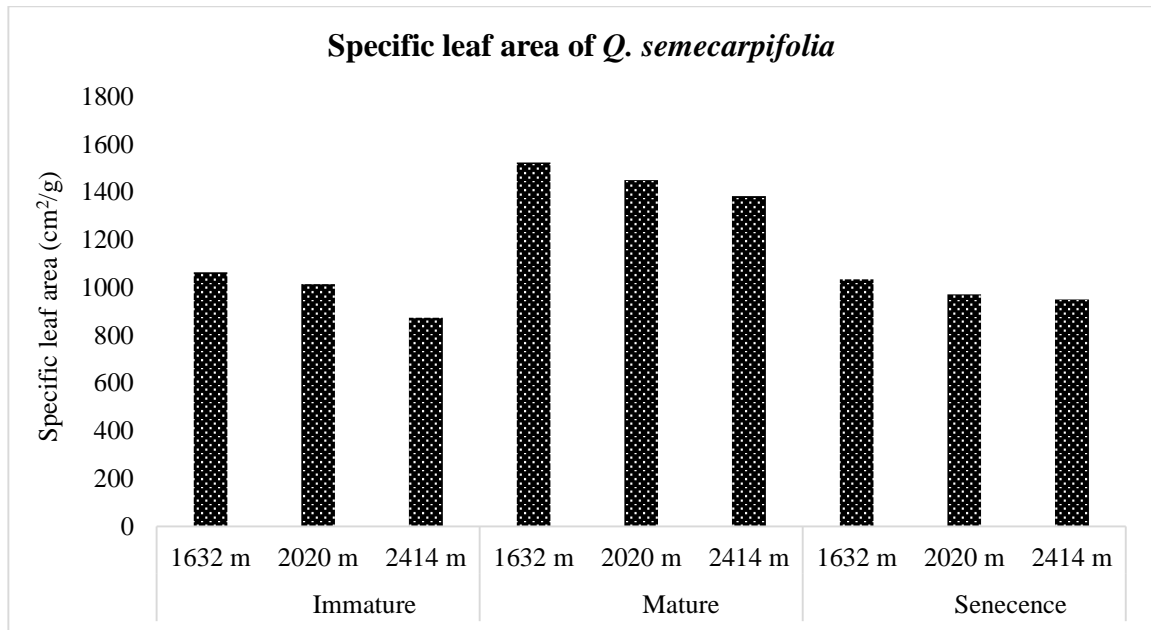 Specific leaf area of Q. semecarpifolia
Specific leaf area (cm²/g)
1800
1600
1400
1200
1000
800
600
400
200
0
1632 m 2020 m 2414 m 1632 m 2020 m 2414 m 1632 m 2020 m 2414 m
Immature Mature Senecence